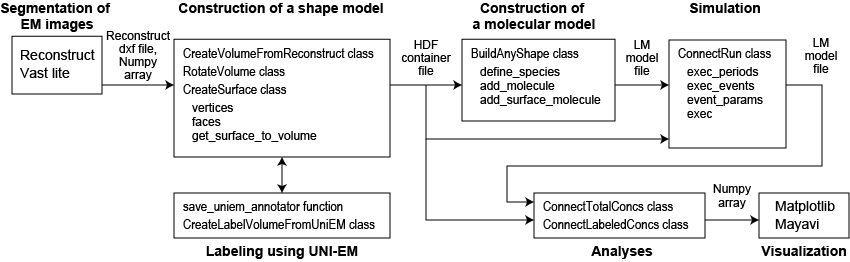 Segmentation of
EM images
Reconstruct
Vast lite
Reconstruct
dxf file,
Numpy
array
Construction of a shape model
CreateVolumeFromReconstruct class
RotateVolume class
CreateSurface class
vertices
faces
get_surface_to_volume
HDF
container
file
Construction of
a molecular model
BuildAnyShape class
define_species
add_molecule
add_surface_molecule
LM
model
file
Simulation
ConnectRun class
exec_periods
exec_events
event_params
exec
LM
model
file
save_uniem_annotator function
CreateLabelVolumeFromUniEM class
Labeling using UNI-EM
ConnectTotalConcs class
ConnectLabeledConcs class
Analyses
Numpy
array
Matplotlib
Mayavi
Visualization